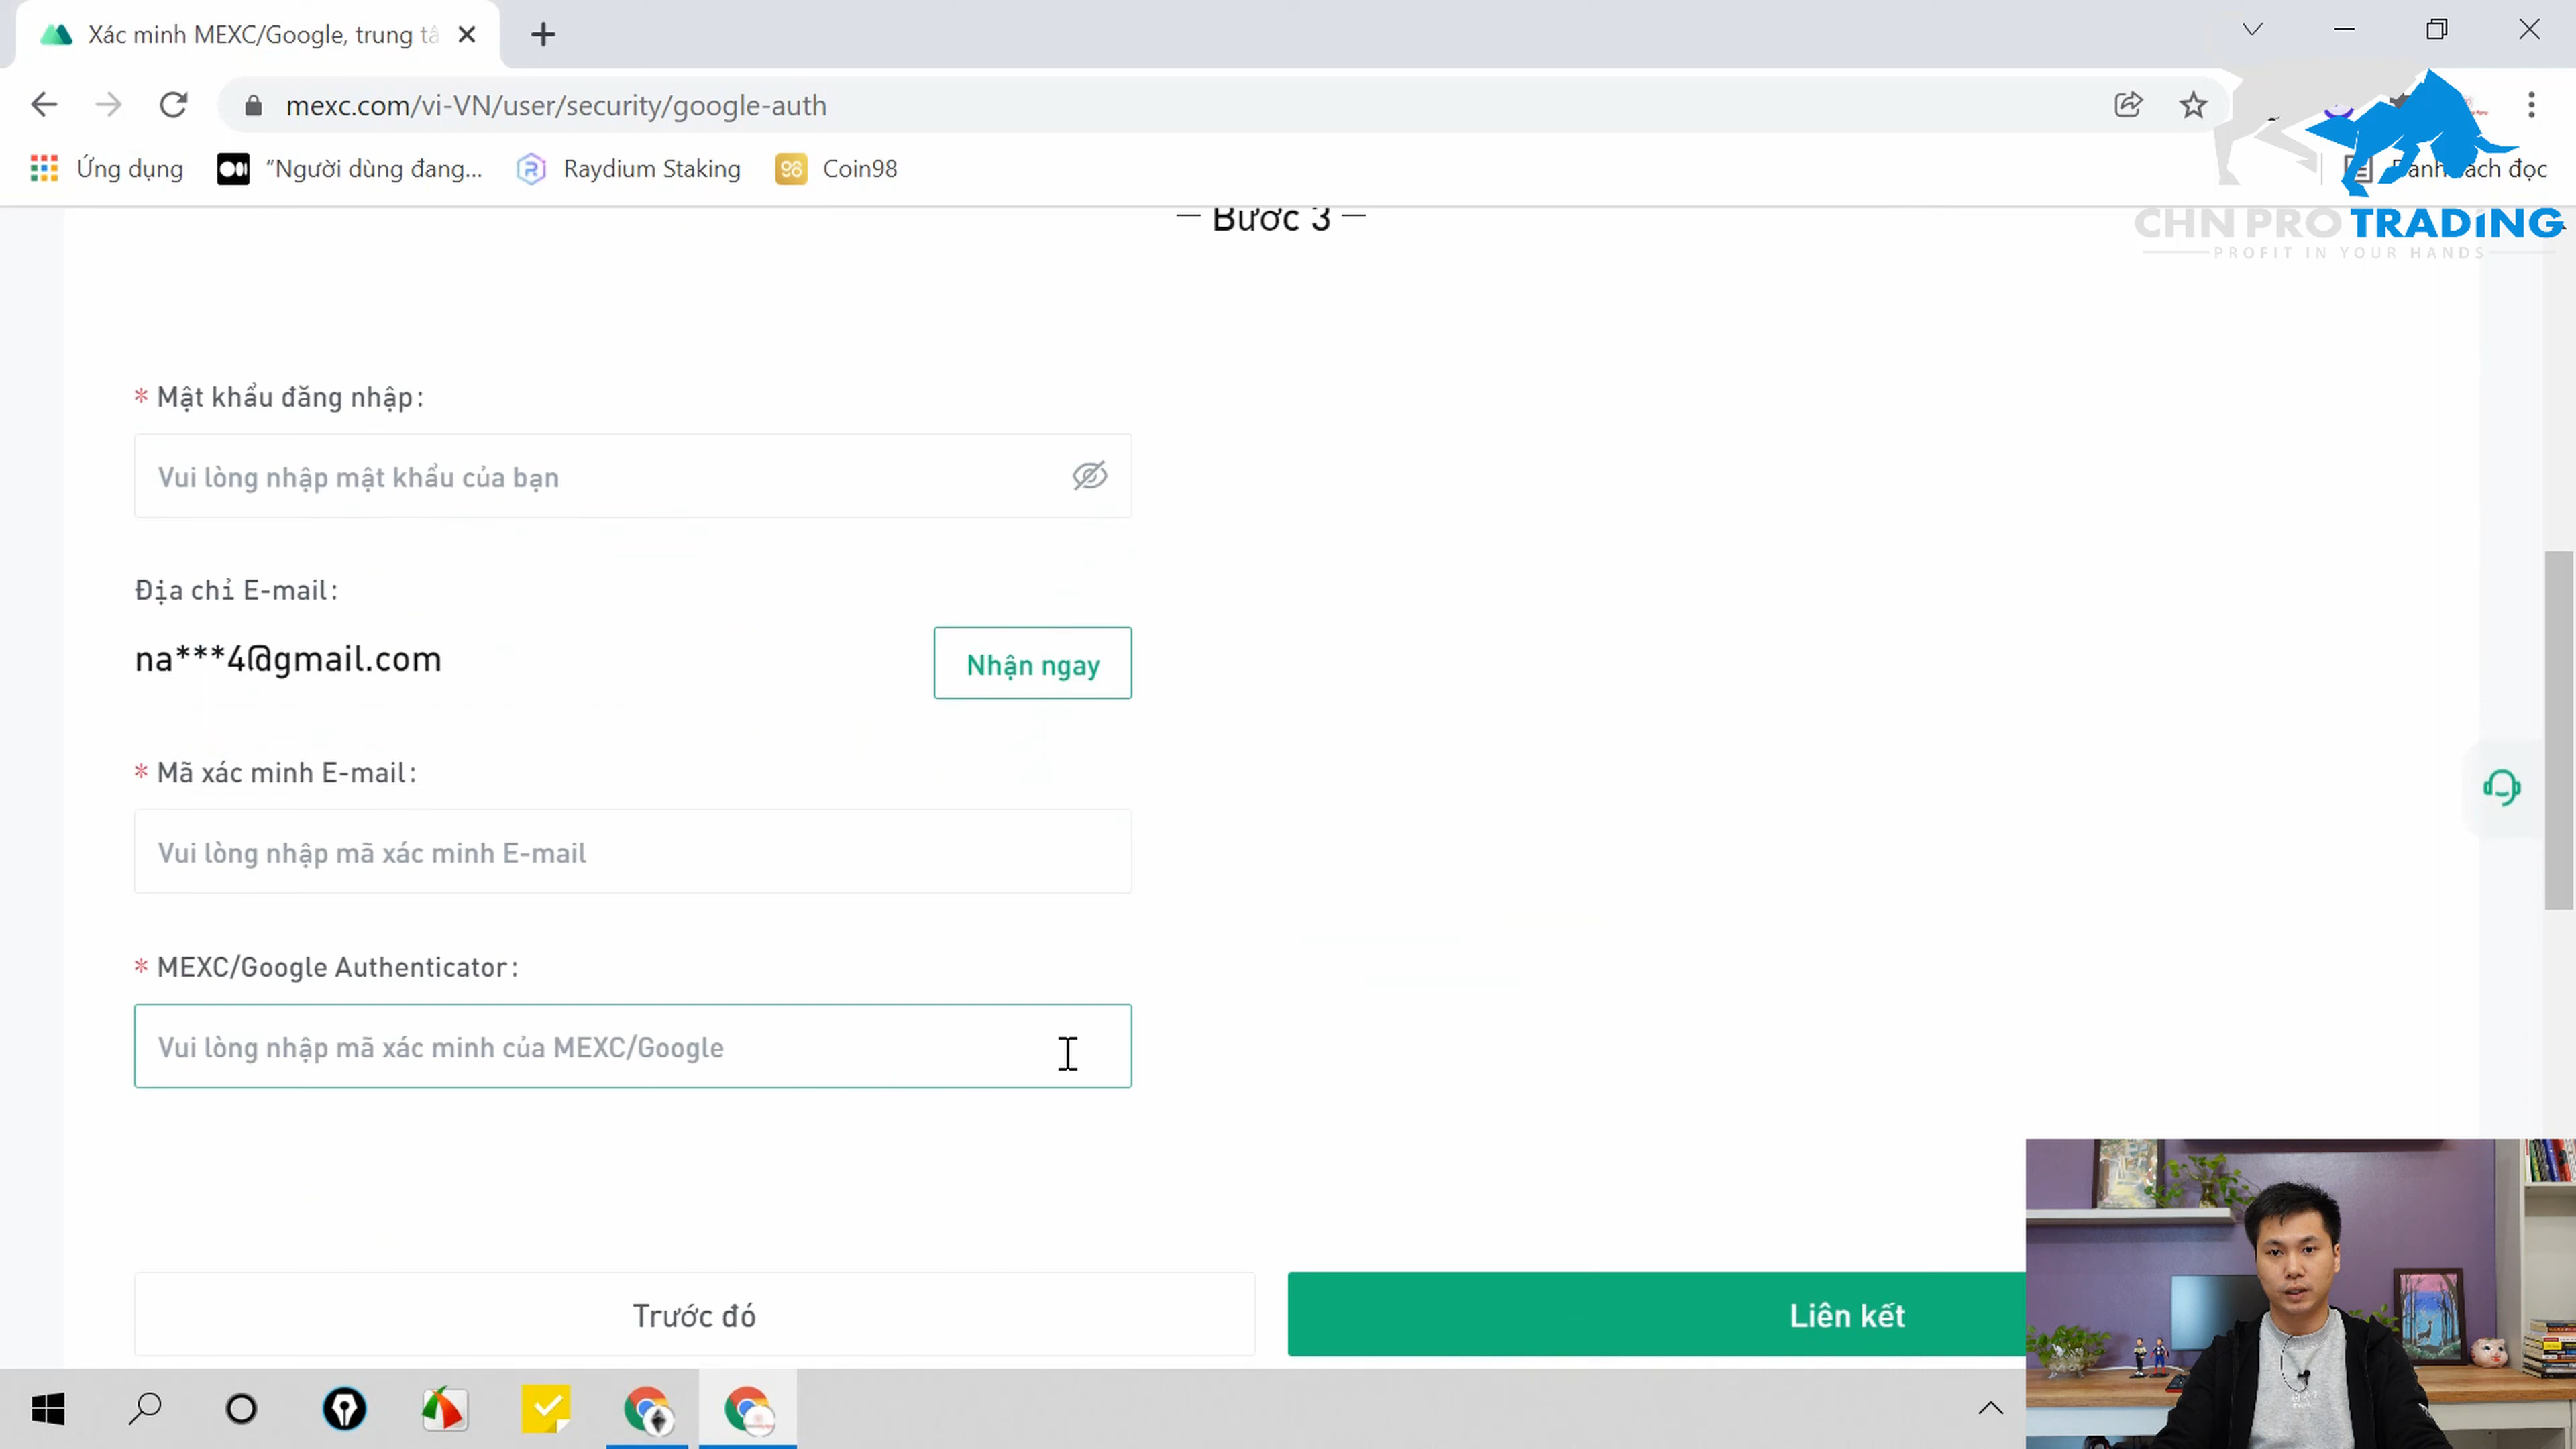 Xác minh MEXC/Google, trung tâ
mexc.com/vi-VN/user/security/google-auth
Ứng dụng
“Người dùng đang...
Raydium Staking
98
Coin98
Danh sách đọc
CHN PRO TRADiNG
PROFIT IN YOUR HANDS
— Bước 3 —
* Mật khẩu đăng nhập:
Vui lòng nhập mật khẩu của bạn
Địa chỉ E-mail:
na***4@gmail.com
Nhận ngay
* Mã xác minh E-mail:
Vui lòng nhập mã xác minh E-mail
* MEXC/Google Authenticator:
Vui lòng nhập mã xác minh của MEXC/Google
Trước đó
Liên kết